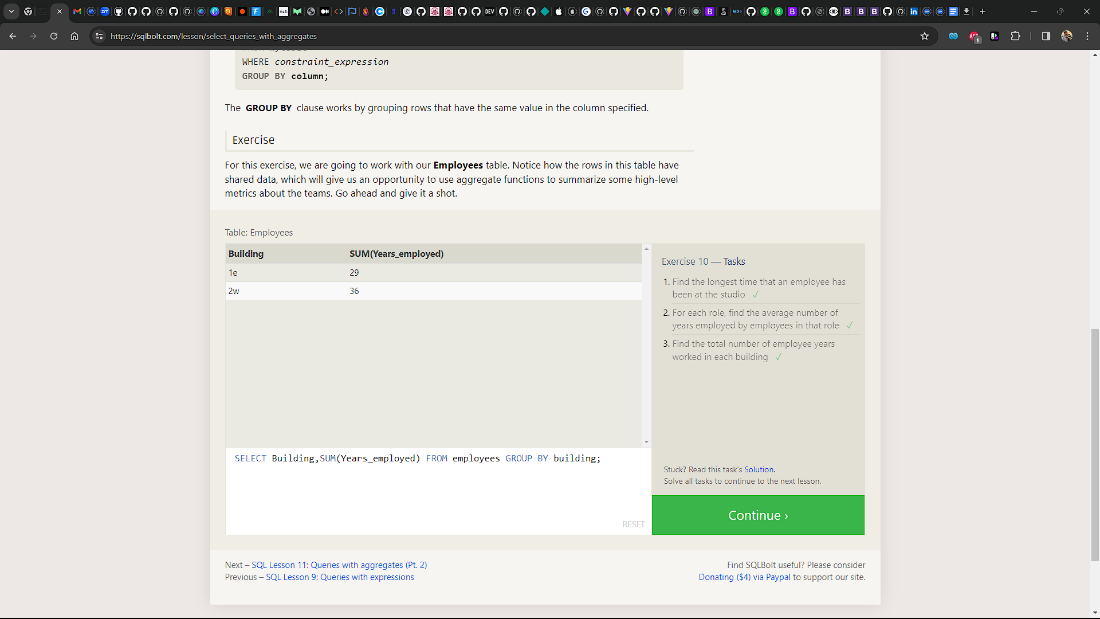 https://sqlbolt.com/lesson/select_queries_with_aggregates
WHERE constraint_expression
GROUP BY column;
The GROUP BY clause works by grouping rows that have the same value in the column specified.
Exercise
For this exercise, we are going to work with our Employees table. Notice how the rows in this table have
shared data, which will give us an opportunity to use aggregate functions to summarize some high-level
metrics about the teams. Go ahead and give it a shot.
Table: Employees
Building SUM(Years_employed)
1e 29
2w 36
SELECT Building,SUM(Years_employed) FROM employees GROUP BY building;
RESET
Exercise 10 — Tasks
1. Find the longest time that an employee has
been at the studio ✓
2. For each role, find the average number of
years employed by employees in that role ✓
3. Find the total number of employee years
worked in each building ✓
Stuck? Read this task's Solution.
Solve all tasks to continue to the next lesson.
Continue ›
Next – SQL Lesson 11: Queries with aggregates (Pt. 2)
Previous – SQL Lesson 9: Queries with expressions
Find SQLBolt useful? Please consider
Donating ($4) via Paypal to support our site.